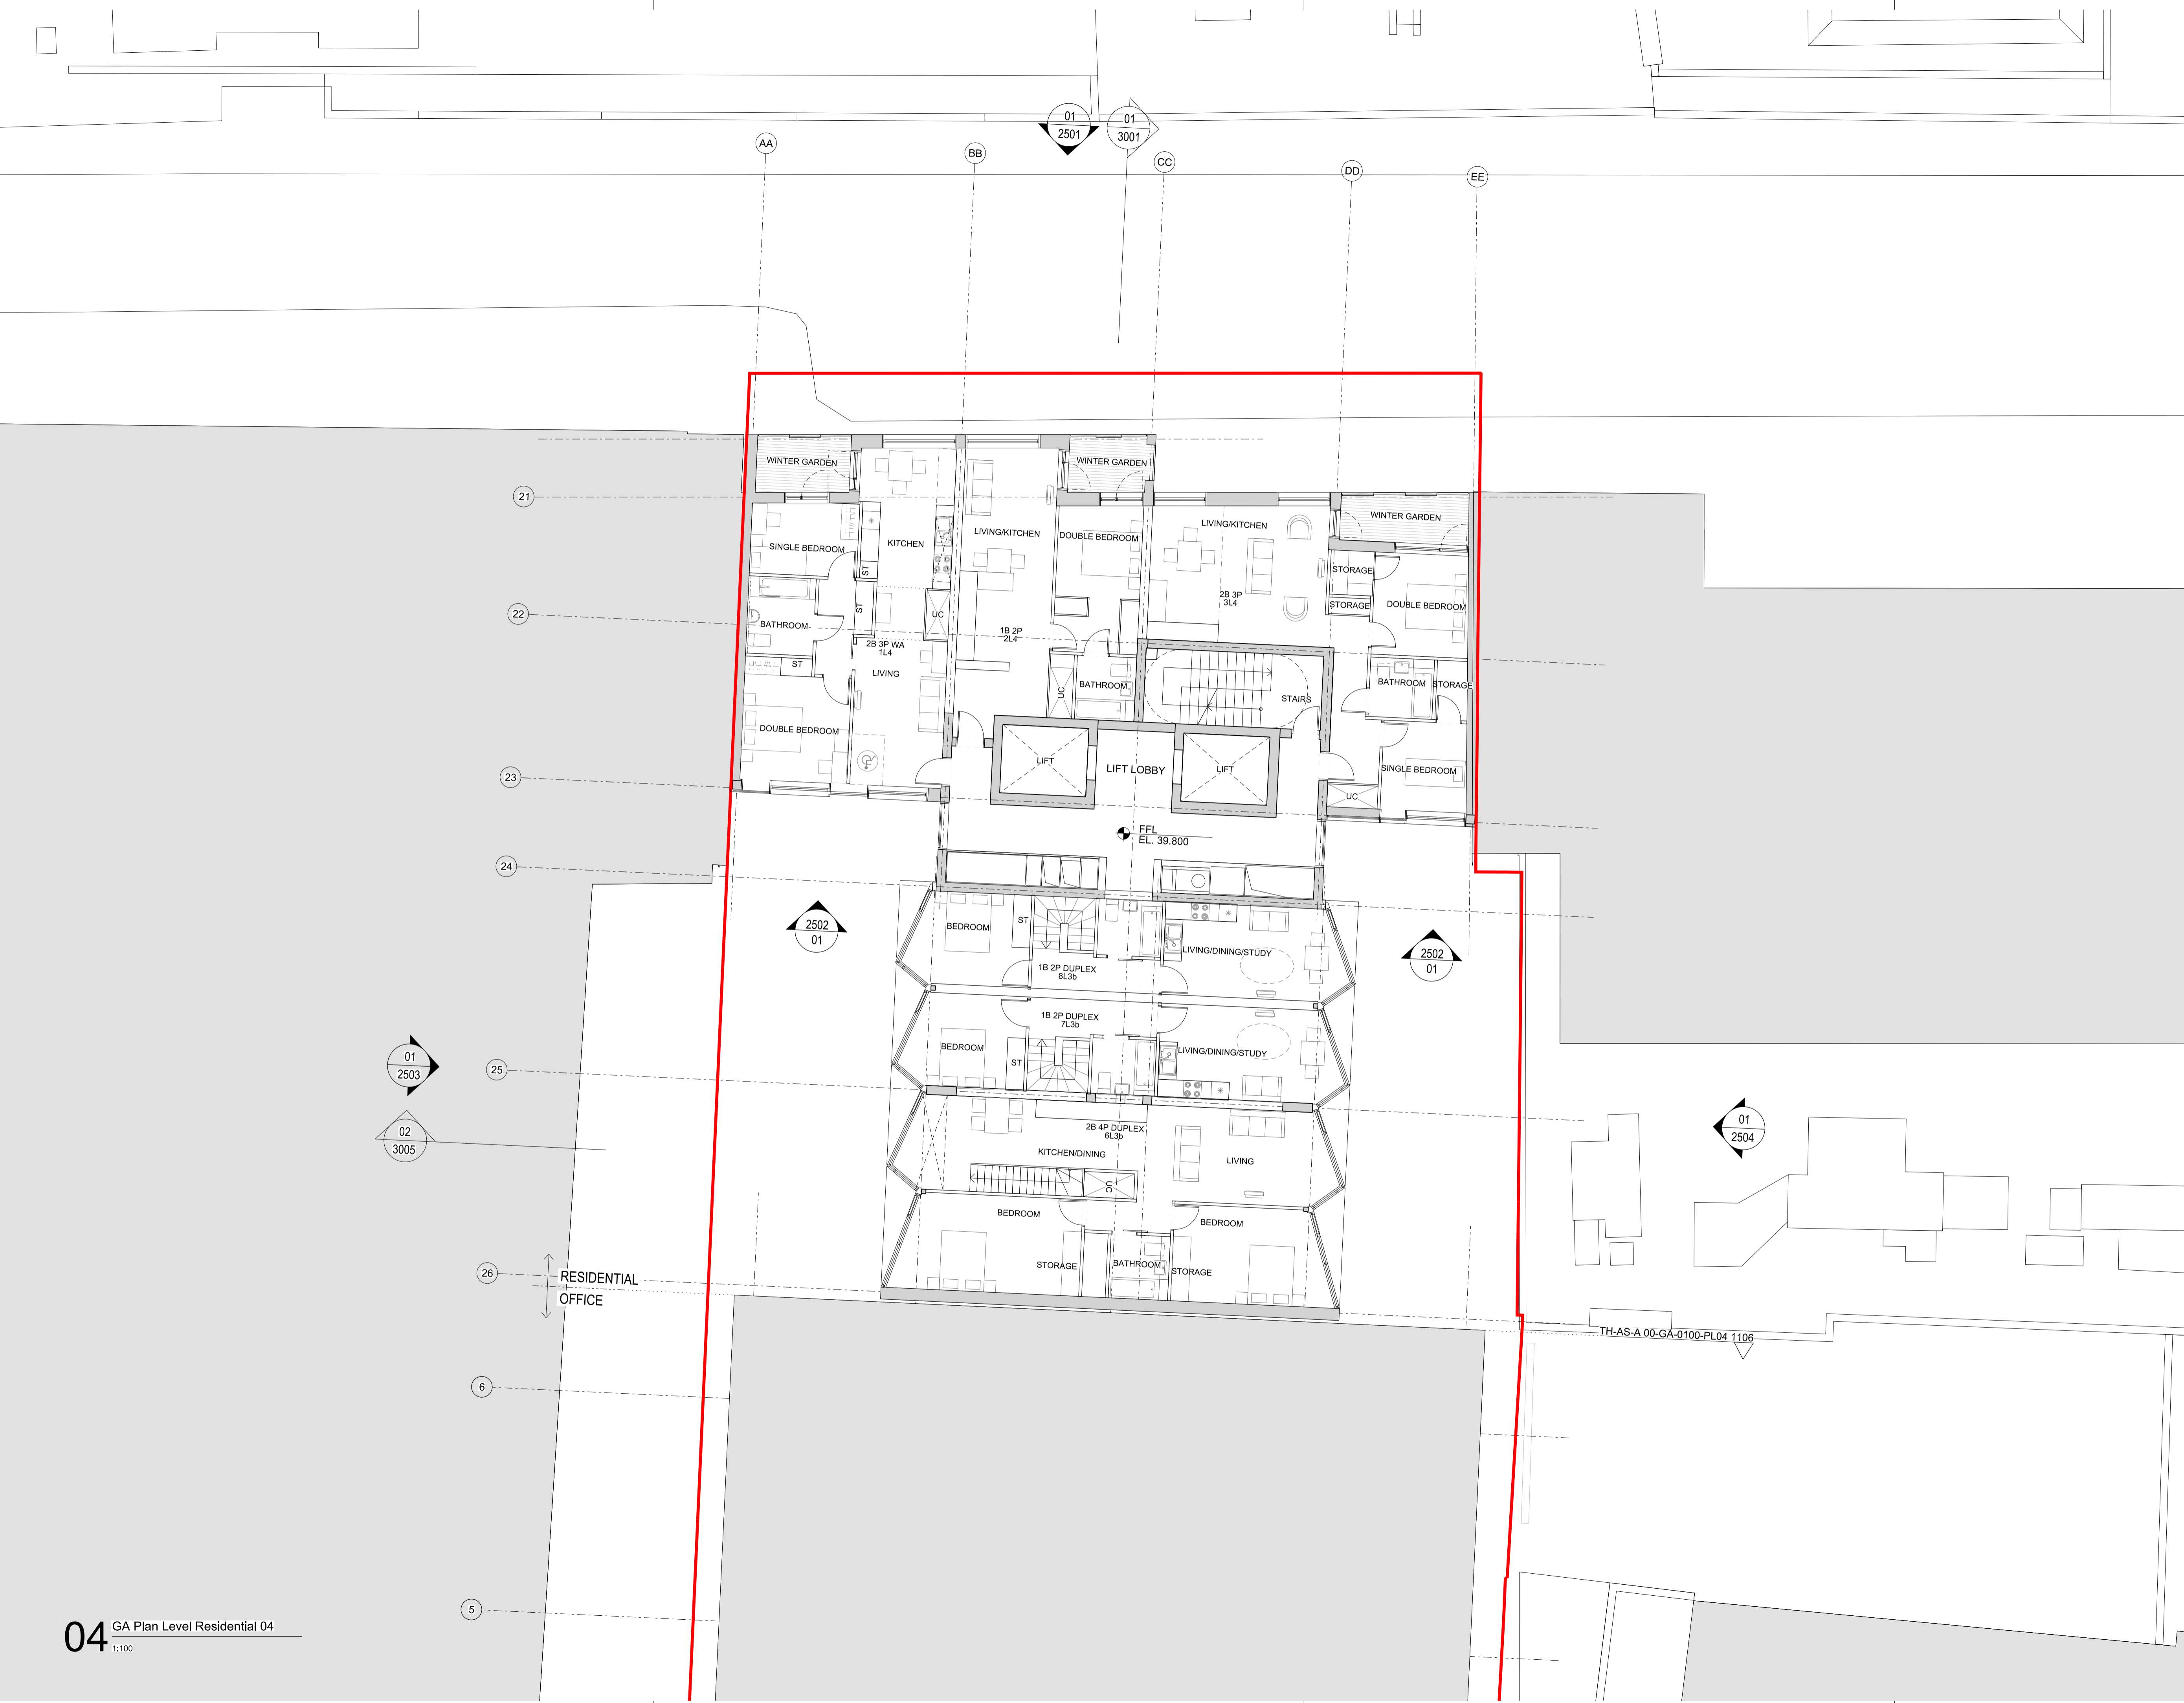 01
2501
01
3001
AA
BB
CC
DD
EE
WINTER GARDEN
WINTER GARDEN
21
WINTER GARDEN
LIVING/KITCHEN
LIVING/KITCHEN
DOUBLE BEDROOM
SINGLE BEDROOM
KITCHEN
ST
STORAGE
22
ST
UC
2B 3P
3L4
STORAGE
DOUBLE BEDROOM
BATHROOM
1B 2P
2L4
2B 3P WA
1L4
ST
LIVING
UC
BATHROOM
STAIRS
BATHROOM
STORAGE
DOUBLE BEDROOM
23
LIFT
LIFT LOBBY
LIFT
SINGLE BEDROOM
UC
FFL
EL. 39.800
24
2502
01
BEDROOM
ST
1B 2P DUPLEX
8L3b
LIVING/DINING/STUDY
2502
01
1B 2P DUPLEX
7L3b
BEDROOM
ST
LIVING/DINING/STUDY
01
2503
25
02
3005
2B 4P DUPLEX
6L3b
KITCHEN/DINING
LIVING
UC
01
2504
BEDROOM
BEDROOM
STORAGE
BATHROOM
STORAGE
26
RESIDENTIAL
OFFICE
TH-AS-A 00-GA-0100-PL04 1106
6
5
04
GA Plan Level Residential 04
1:100